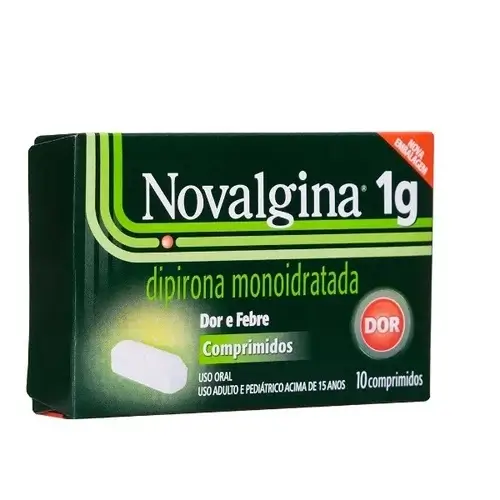 NOVA
EMBALAGEM
Novalgina® 1g
dipirona monoidratada
Dor e Febre
Comprimidos
DOR
USO ORAL
USO ADULTO E PEDIÁTRICO ACIMA DE 15 ANOS
10 comprimidos